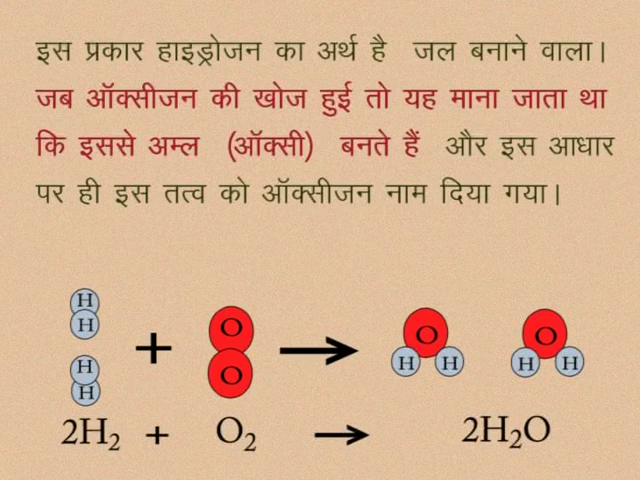 इस प्रकार हाइड्रोजन का अर्थ है जल बनाने वाला।
जब ऑक्सीजन की खोज हुई तो यह माना जाता था
कि इससे अम्ल (ऑक्सी) बनते हैं और इस आधार
पर ही इस तत्व को ऑक्सीजन नाम दिया गया।
H
H
H
H
+
O
O
→
O
H H
O
H H
2H₂ + O₂ → 2H₂O